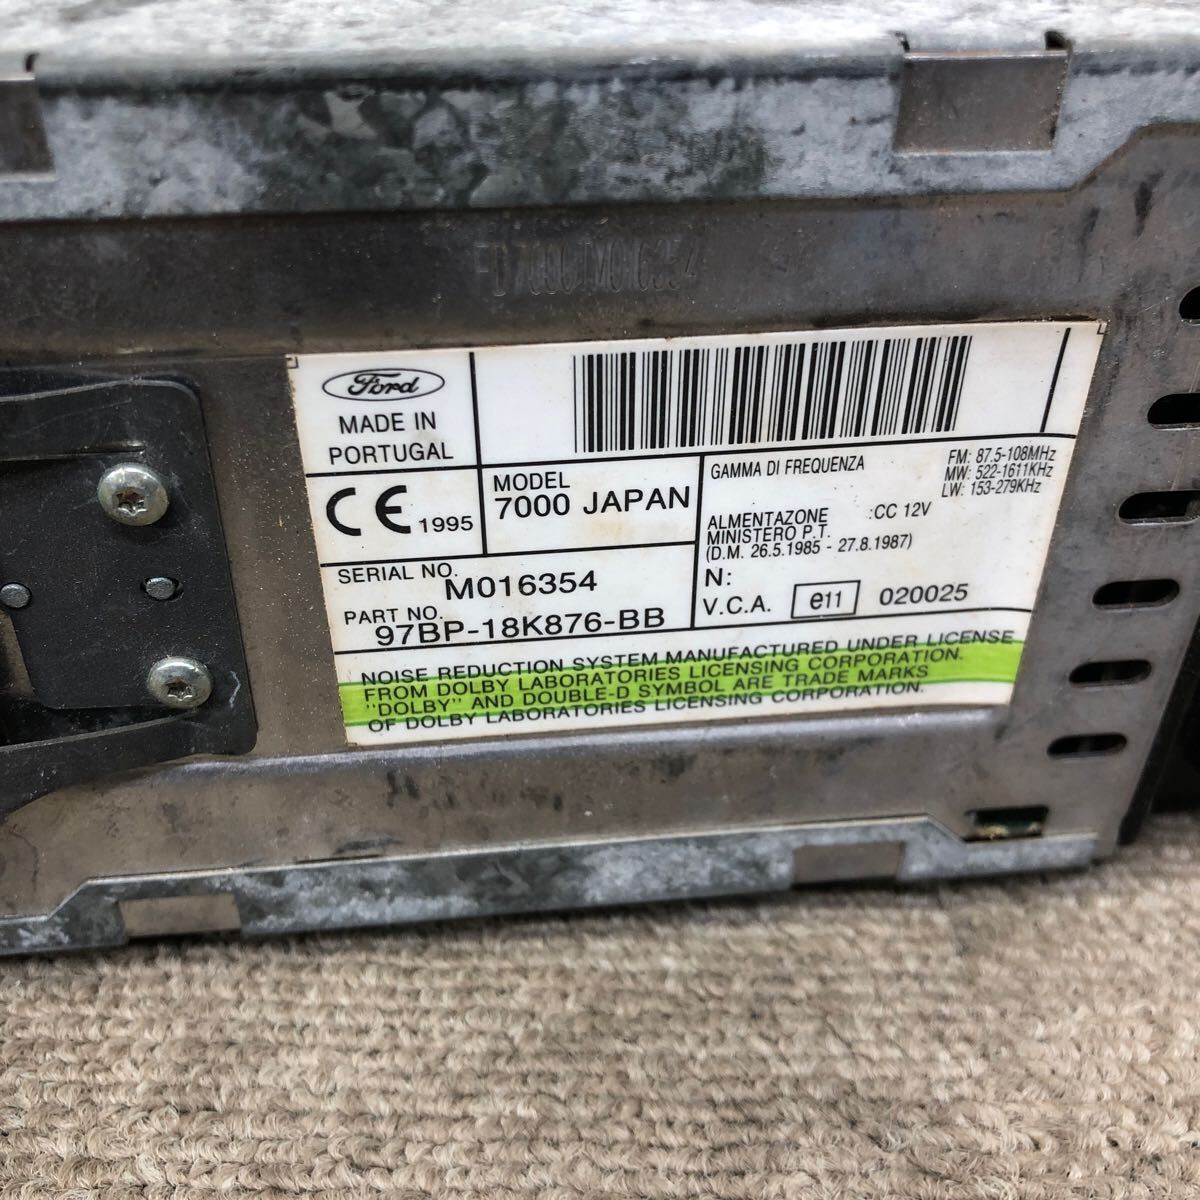 FD7000 M016354
Ford
MADE IN
PORTUGAL
CE 1995
MODEL
7000 JAPAN
SERIAL NO. M016354
PART NO. 97BP-18K876-BB
GAMMA DI FREQUENZA
FM: 87.5-108MHz
MW: 522-1611KHz
LW: 153-279KHz
ALMENTAZONE :CC 12V
MINISTERO P.T.
(D.M. 26.5.1985 - 27.8.1987)
N:
V.C.A. e11 020025
NOISE REDUCTION SYSTEM MANUFACTURED UNDER LICENSE
FROM DOLBY LABORATORIES LICENSING CORPORATION.
"DOLBY" AND DOUBLE-D SYMBOL ARE TRADE MARKS
OF DOLBY LABORATORIES LICENSING CORPORATION.